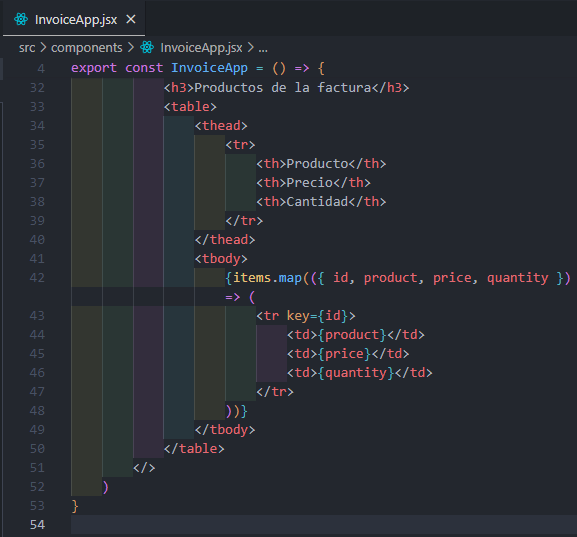 InvoiceApp.jsx ×
src > components > InvoiceApp.jsx > ...
4 export const InvoiceApp = () => {
32 <h3>Productos de la factura</h3>
33 <table>
34 <thead>
35 <tr>
36 <th>Producto</th>
37 <th>Precio</th>
38 <th>Cantidad</th>
39 </tr>
40 </thead>
41 <tbody>
42 {items.map(({ id, product, price, quantity })
=> (
43 <tr key={id}>
44 <td>{product}</td>
45 <td>{price}</td>
46 <td>{quantity}</td>
47 </tr>
48 ))}
49 </tbody>
50 </table>
51 </>
52 )
53 }
54